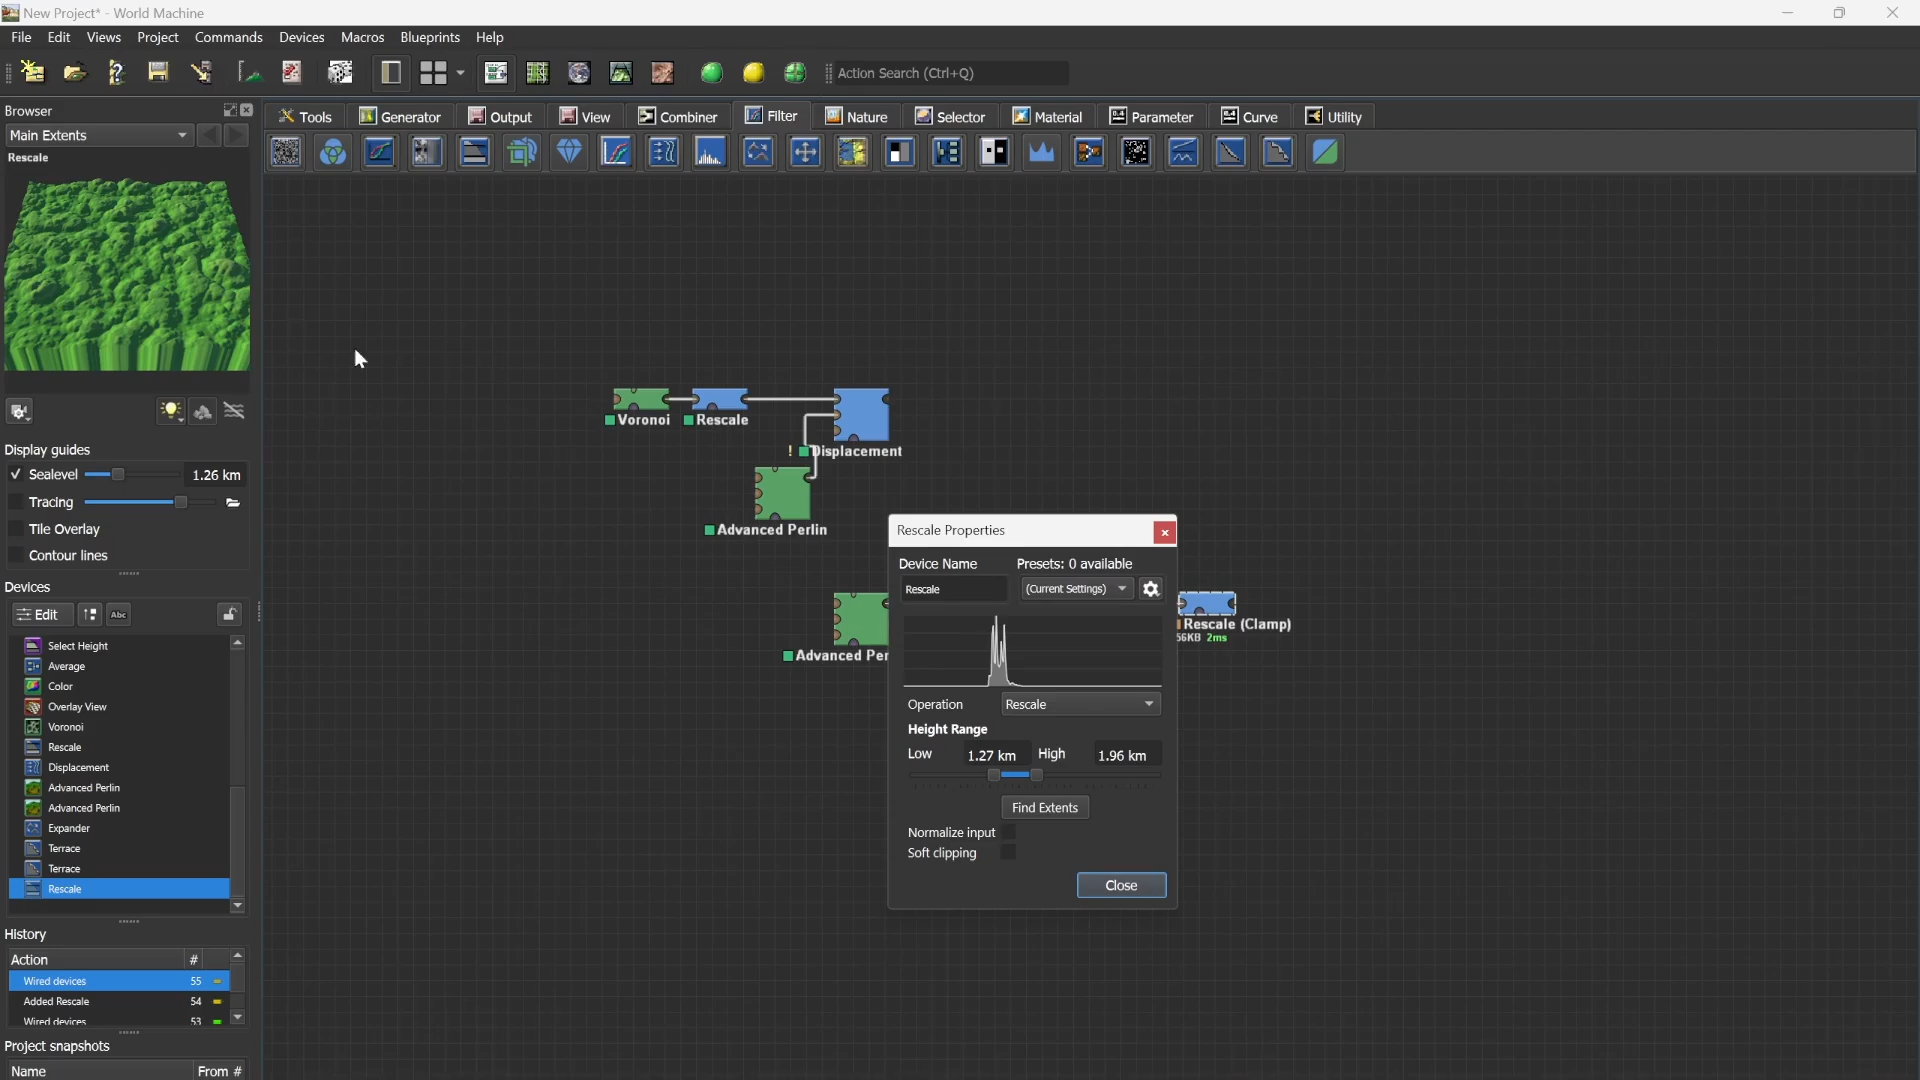 New Project* - World Machine
File Edit Views Project Commands Devices Macros Blueprints Help
Action Search (Ctrl+Q)
Browser
Main Extents
Rescale
Tools Generator Output View Combiner Filter Nature Selector Material Parameter Curve Utility
Display guides
Sealevel 1.26 km
Tracing
Tile Overlay
Contour lines
Devices
Edit Abc
Select Height
Average
Color
Overlay View
Voronoi
Rescale
Displacement
Advanced Perlin
Advanced Perlin
Expander
Terrace
Terrace
Rescale
History
Action #
Wired devices 55
Added Rescale 54
Wired devices 53
Project snapshots
Name From #
Voronoi Rescale
! Displacement
Advanced Perlin
Advanced Per
Rescale (Clamp)
56KB 2ms
Rescale Properties
Device Name Presets: 0 available
Rescale (Current Settings)
Operation Rescale
Height Range
Low 1.27 km High 1.96 km
Find Extents
Normalize input
Soft clipping
Close